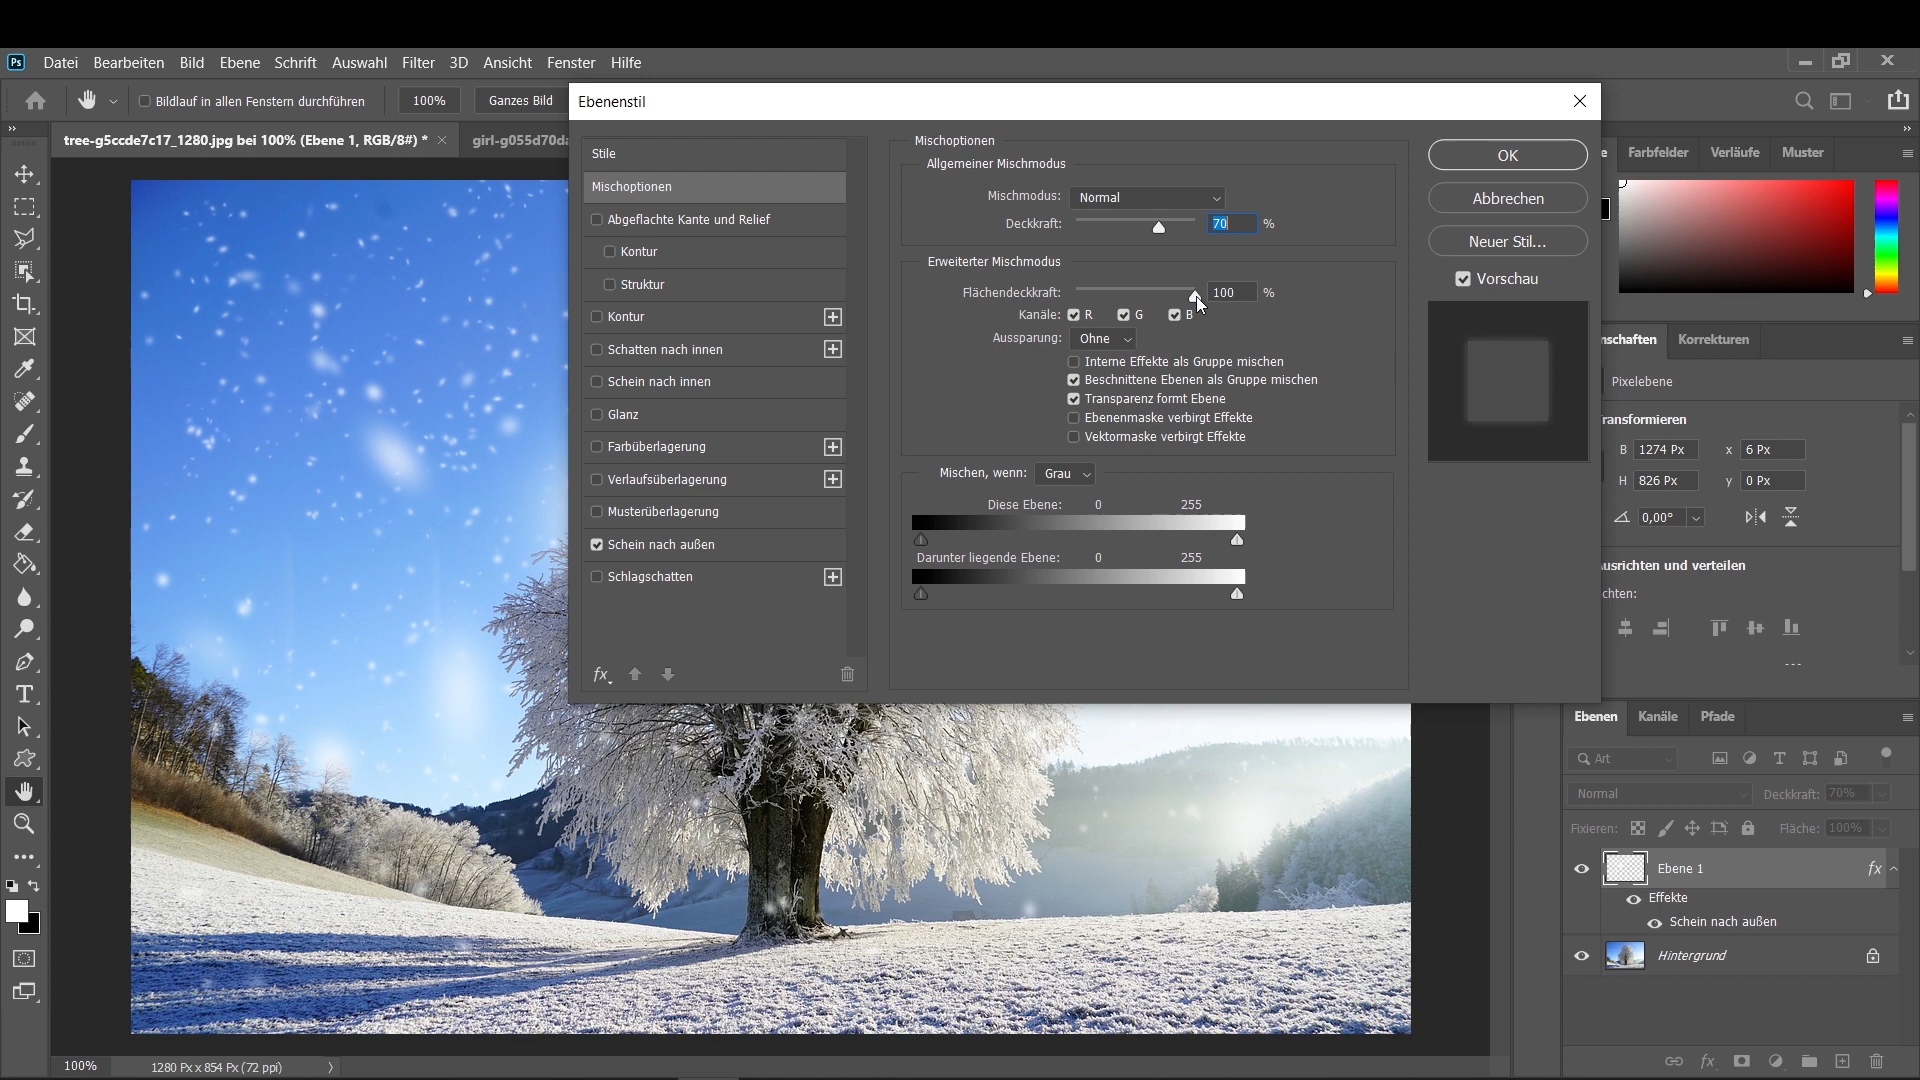 Ps Datei Bearbeiten Bild Ebene Schrift Auswahl Filter 3D Ansicht Fenster Hilfe
Bildlauf in allen Fenstern durchführen 100% Ganzes Bild
tree-g5ccde7c17_1280.jpg bei 100% (Ebene 1, RGB/8#) * girl-g055d70da
Ebenenstil
Stile
Mischoptionen
Abgeflachte Kante und Relief
Kontur
Struktur
Kontur
Schatten nach innen
Schein nach innen
Glanz
Farbüberlagerung
Verlaufsüberlagerung
Musterüberlagerung
Schein nach außen
Schlagschatten
fx
Mischoptionen
Allgemeiner Mischmodus
Mischmodus: Normal
Deckkraft: 70 %
Erweiterter Mischmodus
Flächendeckkraft: 100 %
Kanäle: R G B
Aussparung: Ohne
Interne Effekte als Gruppe mischen
Beschnittene Ebenen als Gruppe mischen
Transparenz formt Ebene
Ebenenmaske verbirgt Effekte
Vektormaske verbirgt Effekte
Mischen, wenn: Grau
Diese Ebene: 0 255
Darunter liegende Ebene: 0 255
OK
Abbrechen
Neuer Stil...
Vorschau
e Farbfelder Verläufe Muster
nschaften Korrekturen
Pixelebene
ransformieren
B 1274 Px x 6 Px
H 826 Px y 0 Px
0,00°
usrichten und verteilen
chten:
Ebenen Kanäle Pfade
Art
Normal Deckkraft: 70%
Fixieren: Fläche: 100%
Ebene 1 fx
Effekte
Schein nach außen
Hintergrund
fx
100% 1280 Px x 854 Px (72 ppi)